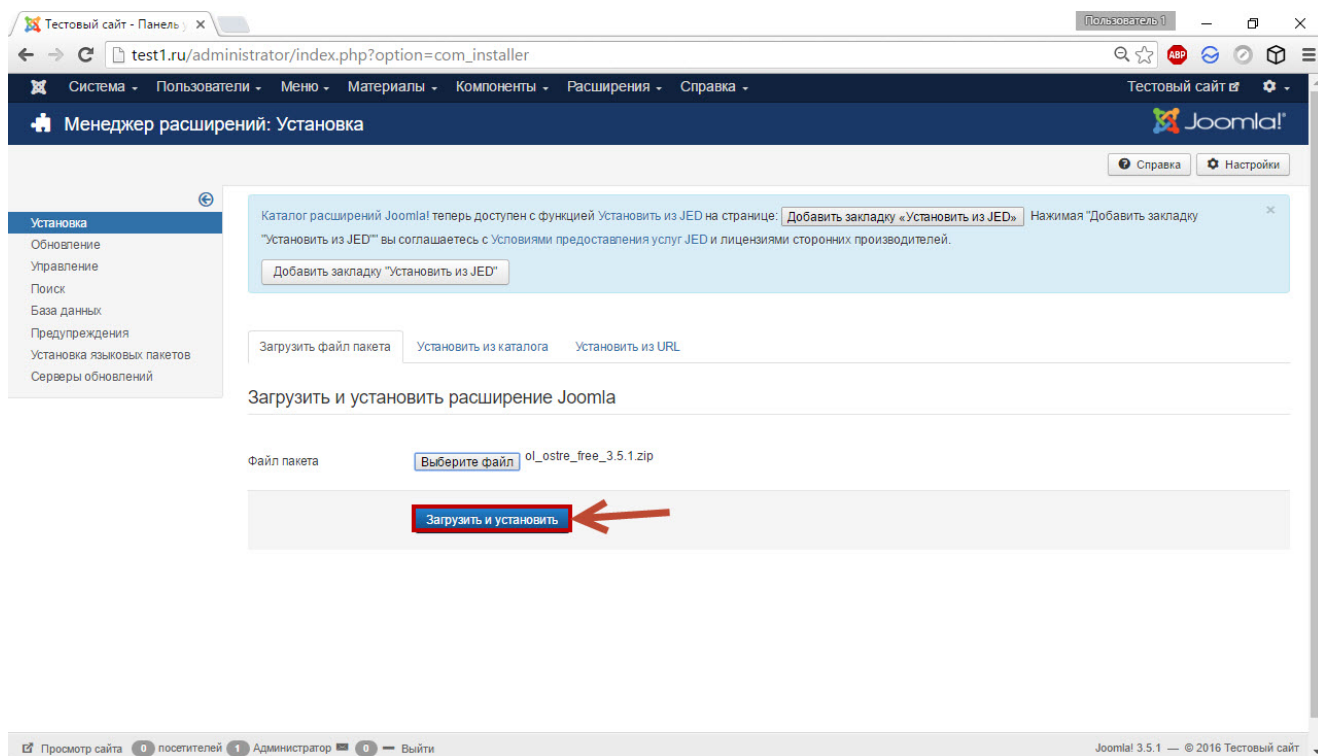 Тестовый сайт - Панель у
Пользователь 1
test1.ru/administrator/index.php?option=com_installer
ABP
Система Пользователи Меню Материалы Компоненты Расширения Справка Тестовый сайт
Менеджер расширений: Установка
Joomla!®
Справка Настройки
Установка
Обновление
Управление
Поиск
База данных
Предупреждения
Установка языковых пакетов
Серверы обновлений
Каталог расширений Joomla! теперь доступен с функцией Установить из JED на странице: Добавить закладку «Установить из JED» Нажимая "Добавить закладку
"Установить из JED"" вы соглашаетесь с Условиями предоставления услуг JED и лицензиями сторонних производителей.
Добавить закладку "Установить из JED"
Загрузить файл пакета Установить из каталога Установить из URL
Загрузить и установить расширение Joomla
Файл пакета Выберите файл ol_ostre_free_3.5.1.zip
Загрузить и установить
Просмотр сайта 0 посетителей 1 Администратор 0 Выйти
Joomla! 3.5.1 — © 2016 Тестовый сайт